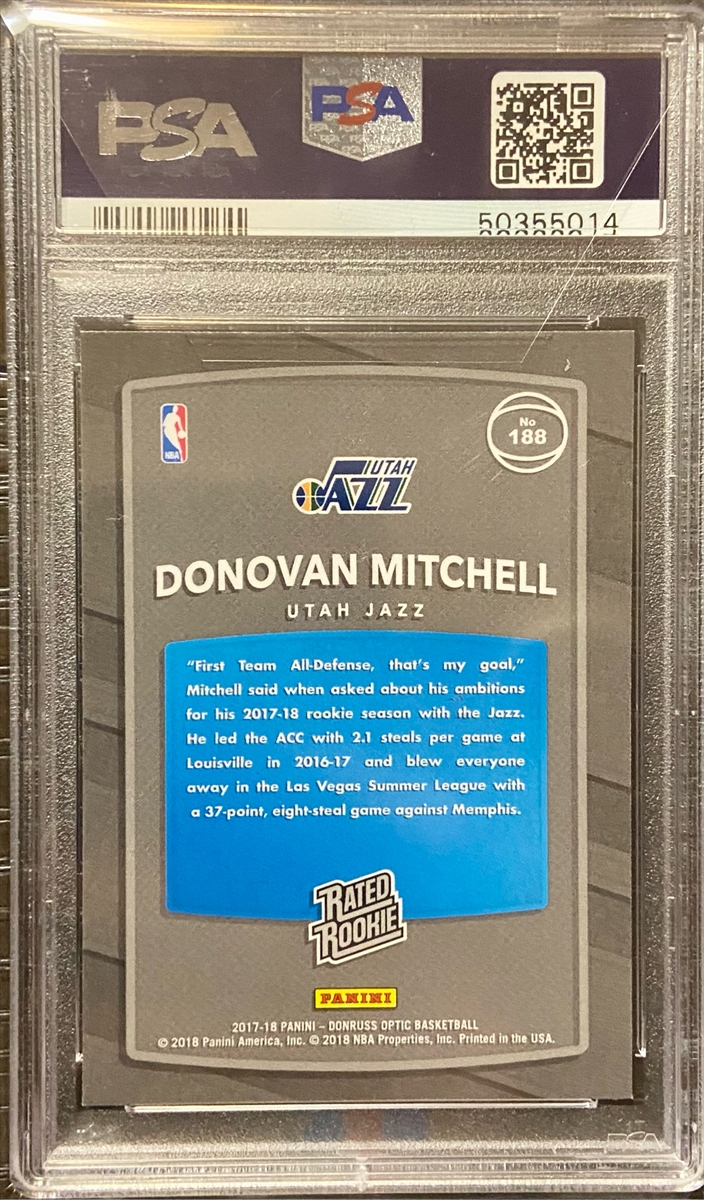 PSA
PSA
50355014
NBA
No
188
UTAH
JAZZ
DONOVAN MITCHELL
UTAH JAZZ
“First Team All-Defense, that’s my goal,”
Mitchell said when asked about his ambitions
for his 2017-18 rookie season with the Jazz.
He led the ACC with 2.1 steals per game at
Louisville in 2016-17 and blew everyone
away in the Las Vegas Summer League with
a 37-point, eight-steal game against Memphis.
RATED
ROOKIE
PANINI
2017-18 PANINI – DONRUSS OPTIC BASKETBALL
© 2018 Panini America, Inc. © 2018 NBA Properties, Inc. Printed in the USA.
PSA